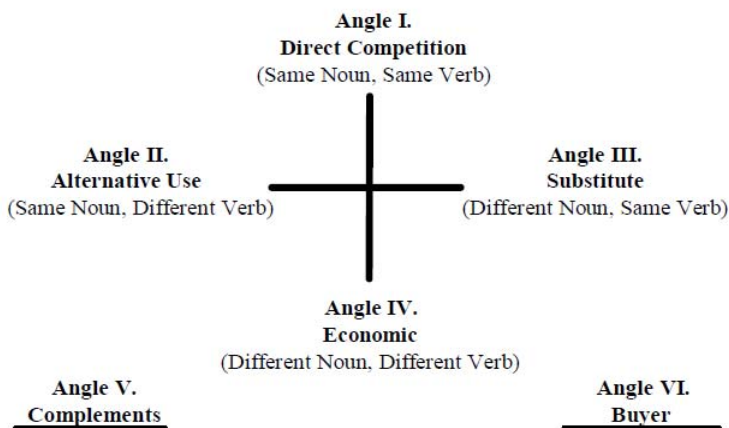 Angle I.
Direct Competition
(Same Noun, Same Verb)
Angle II.
Alternative Use
(Same Noun, Different Verb)
Angle III.
Substitute
(Different Noun, Same Verb)
Angle IV.
Economic
(Different Noun, Different Verb)
Angle V.
Complements
Angle VI.
Buyer